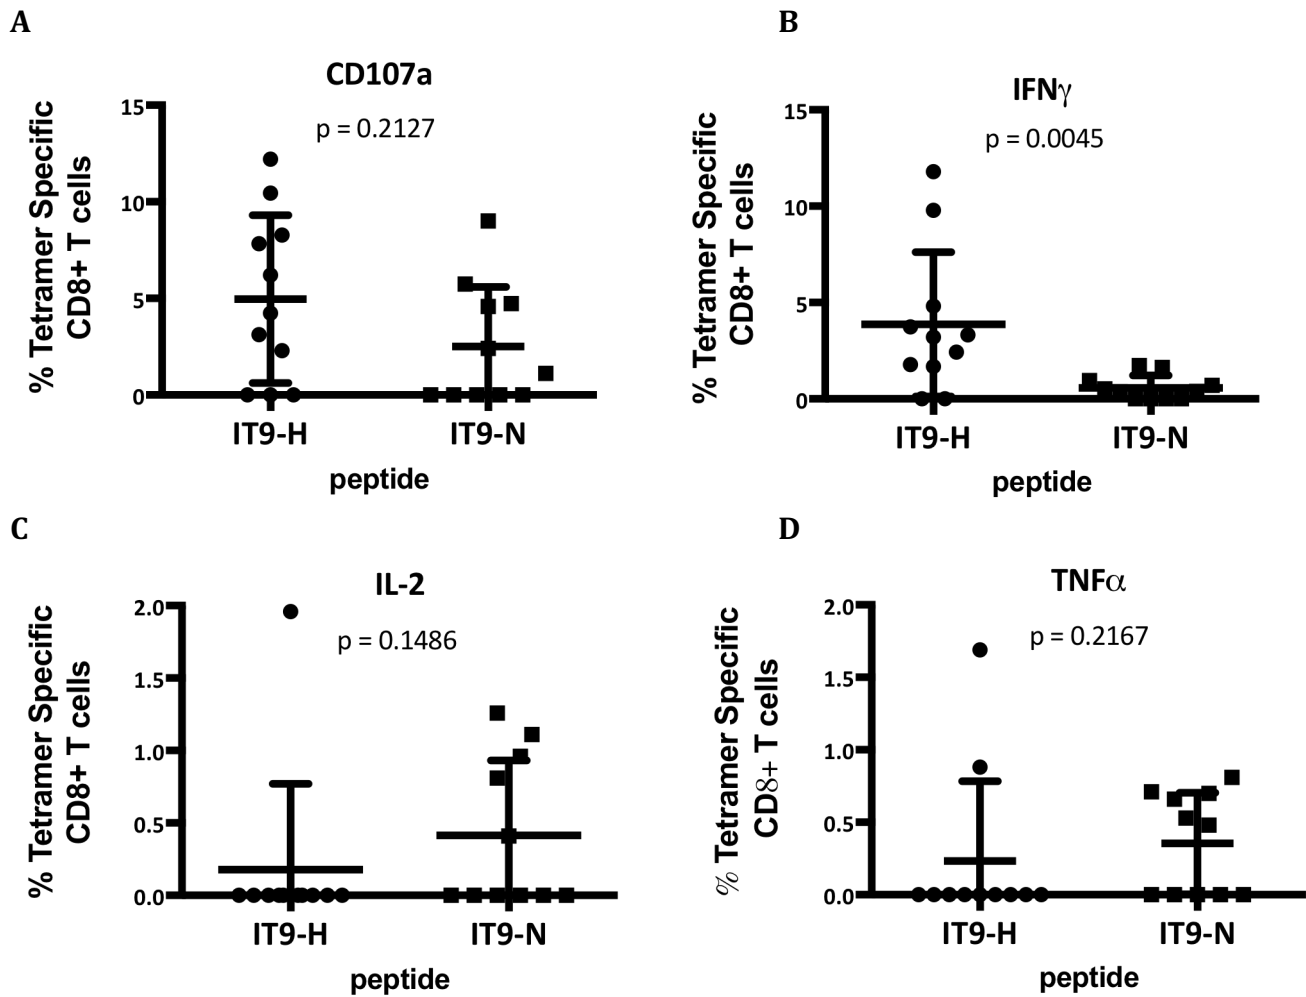 A
CD107a
p = 0.2127
% Tetramer Specific
CD8+ T cells
15
10
5
0
IT9-H
IT9-N
peptide
B
IFNγ
p = 0.0045
% Tetramer Specific
CD8+ T cells
15
10
5
0
IT9-H
IT9-N
peptide
C
IL-2
p = 0.1486
% Tetramer Specific
CD8+ T cells
2.0
1.5
1.0
0.5
0.0
IT9-H
IT9-N
peptide
D
TNFα
p = 0.2167
% Tetramer Specific
CD8+ T cells
2.0
1.5
1.0
0.5
0.0
IT9-H
IT9-N
peptide